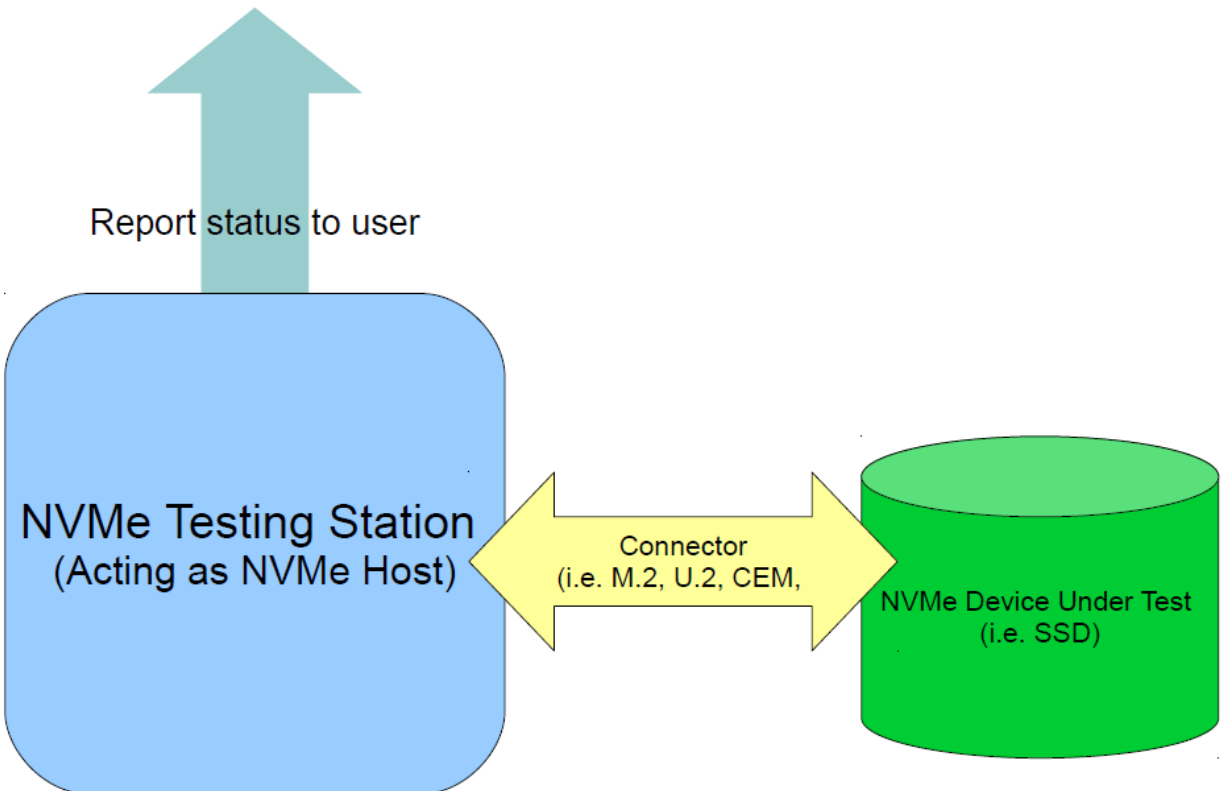 Report status to user
NVMe Testing Station
(Acting as NVMe Host)
Connector
(i.e. M.2, U.2, CEM,
NVMe Device Under Test
(i.e. SSD)